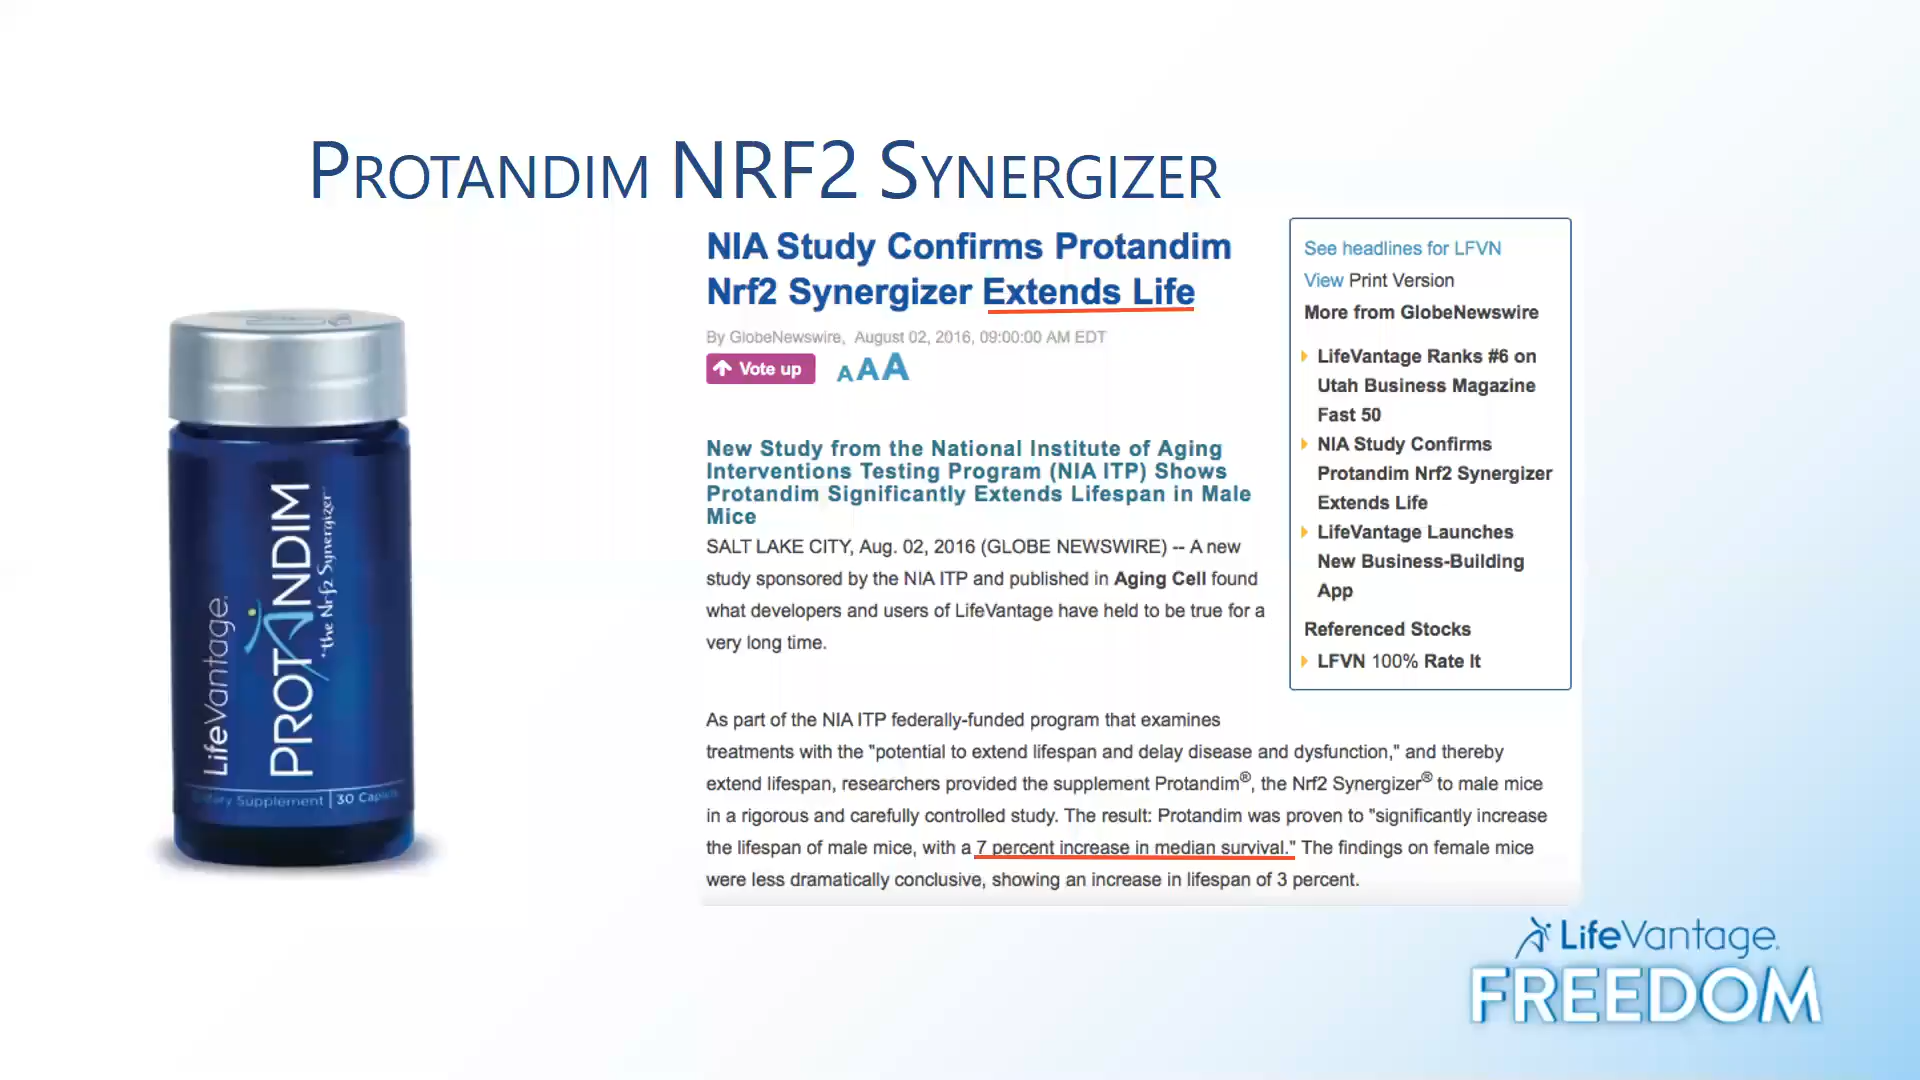 PROTANDIM NRF2 SYNERGIZER
NIA Study Confirms Protandim
Nrf2 Synergizer Extends Life
By GlobeNewswire, August 02, 2016, 09:00:00 AM EDT
Vote up
A A A
New Study from the National Institute of Aging
Interventions Testing Program (NIA ITP) Shows
Protandim Significantly Extends Lifespan in Male
Mice
SALT LAKE CITY, Aug. 02, 2016 (GLOBE NEWSWIRE) -- A new
study sponsored by the NIA ITP and published in Aging Cell found
what developers and users of LifeVantage have held to be true for a
very long time.
As part of the NIA ITP federally-funded program that examines
treatments with the "potential to extend lifespan and delay disease and dysfunction," and thereby
extend lifespan, researchers provided the supplement Protandim®, the Nrf2 Synergizer® to male mice
in a rigorous and carefully controlled study. The result: Protandim was proven to "significantly increase
the lifespan of male mice, with a 7 percent increase in median survival." The findings on female mice
were less dramatically conclusive, showing an increase in lifespan of 3 percent.
See headlines for LFVN
View Print Version
More from GlobeNewswire
LifeVantage Ranks #6 on
Utah Business Magazine
Fast 50
NIA Study Confirms
Protandim Nrf2 Synergizer
Extends Life
LifeVantage Launches
New Business-Building
App
Referenced Stocks
LFVN 100% Rate It
LifeVantage.
PROTANDIM
"the Nrf2 Synergizer"
Dietary Supplement | 30 Caplets
LifeVantage.
FREEDOM